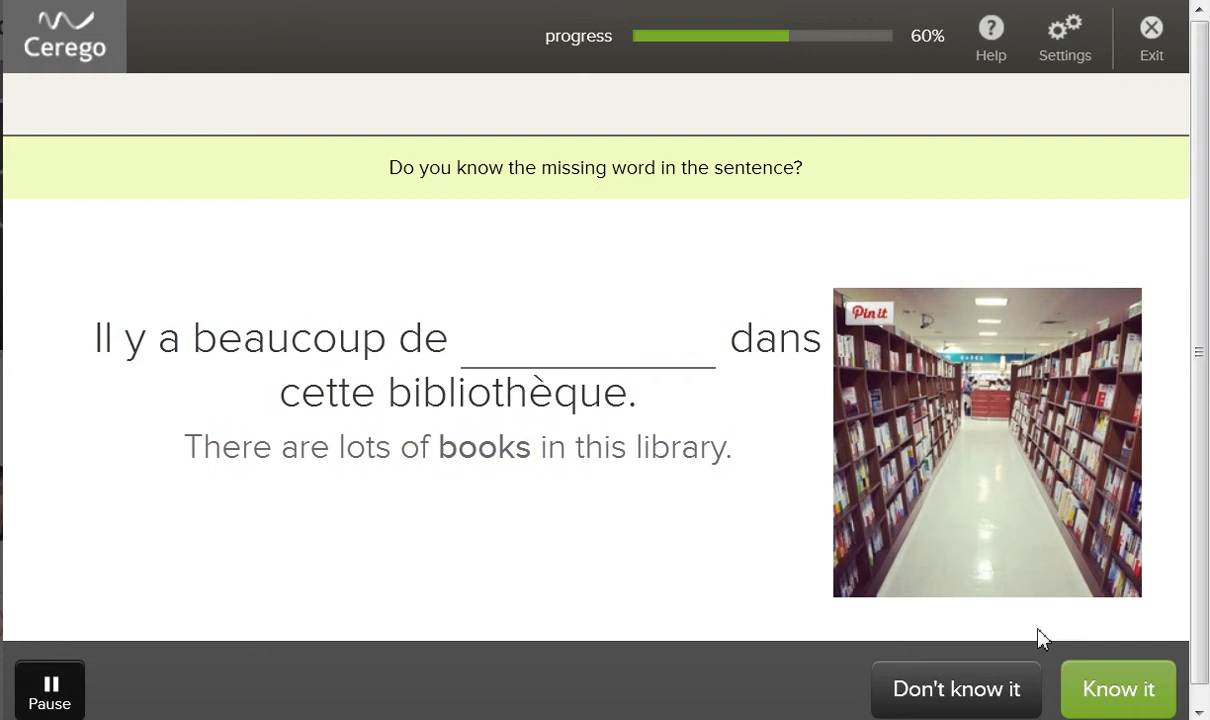 Cerego
progress
60%
? Help
Settings
Exit
Do you know the missing word in the sentence?
Il y a beaucoup de ____________ dans
cette bibliothèque.
There are lots of books in this library.
Pin it
Pause
Don't know it
Know it